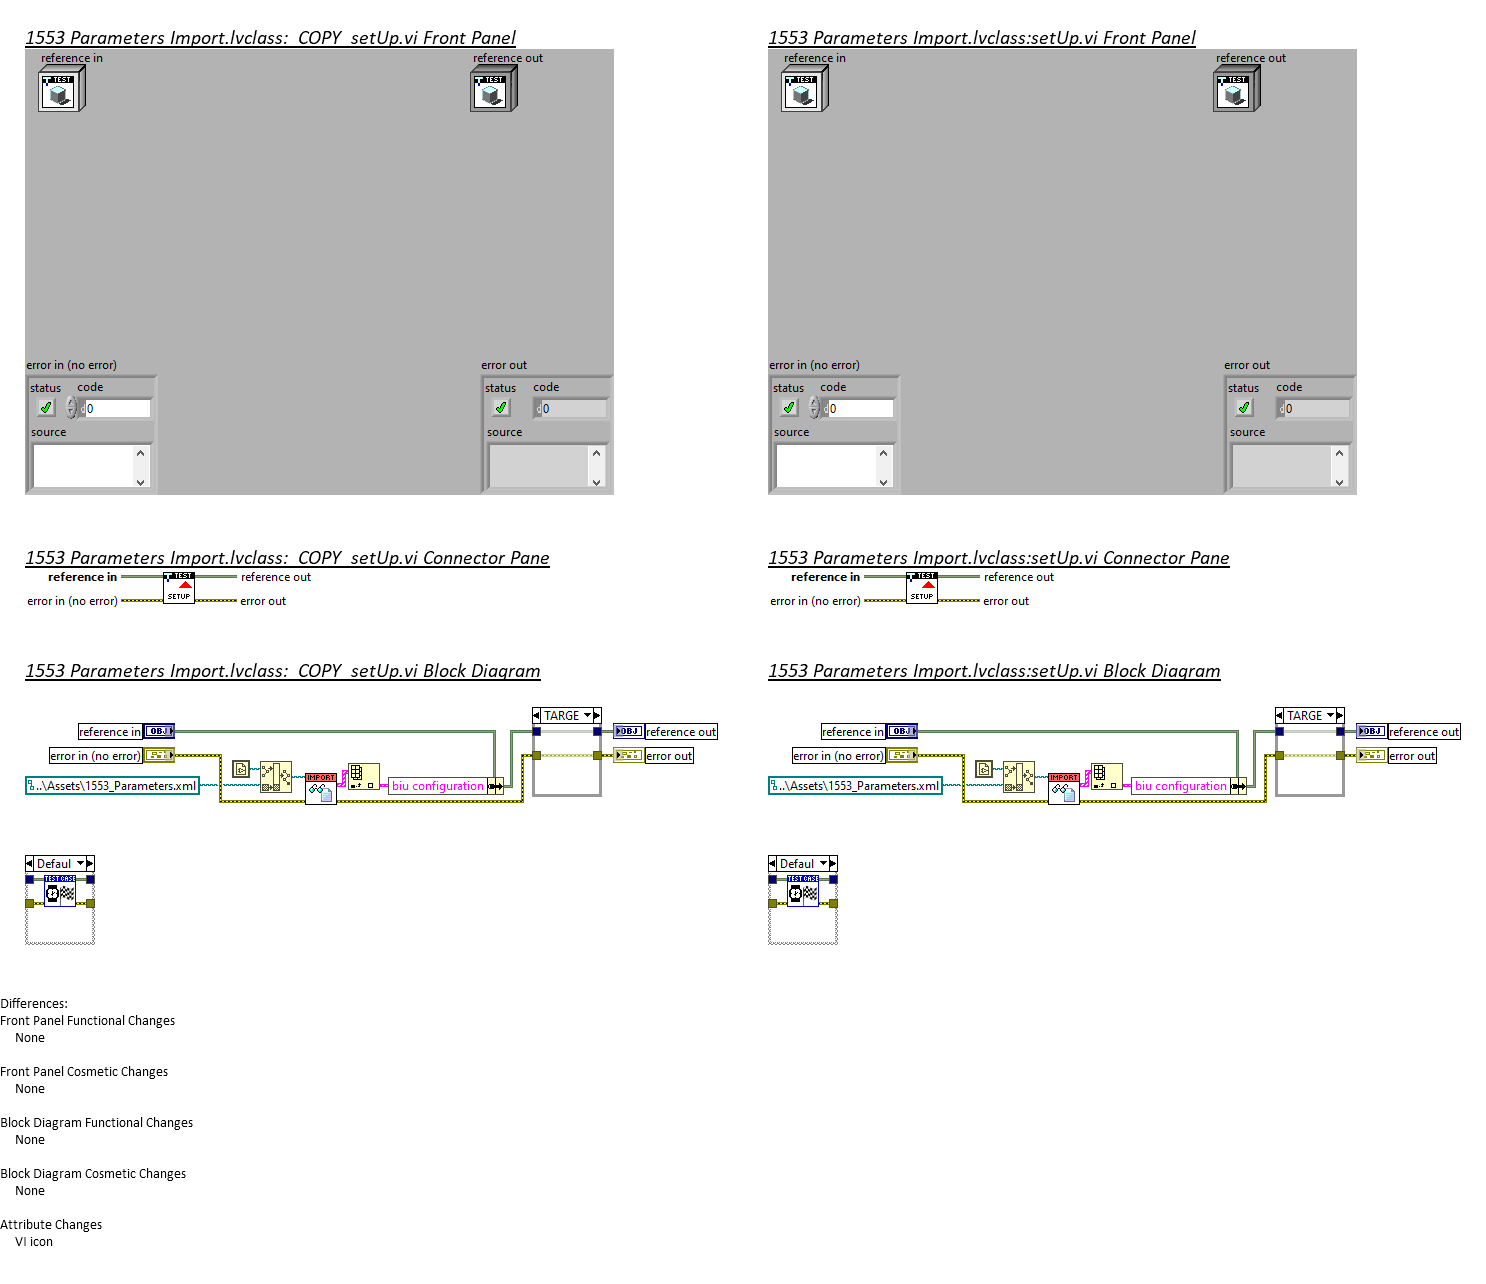 1553 Parameters Import.lvclass:  COPY  setUp.vi Front Panel
reference in
reference out
TEST
TEST
error in (no error)
error out
status
code
status
code
d0
d0
source
source
1553 Parameters Import.lvclass:setUp.vi Front Panel
reference in
reference out
TEST
TEST
error in (no error)
error out
status
code
status
code
d0
d0
source
source
1553 Parameters Import.lvclass:  COPY  setUp.vi Connector Pane
reference in
TEST
reference out
error in (no error)
SETUP
error out
1553 Parameters Import.lvclass:setUp.vi Connector Pane
reference in
TEST
reference out
error in (no error)
SETUP
error out
1553 Parameters Import.lvclass:  COPY  setUp.vi Block Diagram
TARGE
reference in
OBJ
OBJ
reference out
error in (no error)
error out
..\Assets\1553_Parameters.xml
IMPORT
biu configuration
Defaul
TEST CASE
1553 Parameters Import.lvclass:setUp.vi Block Diagram
TARGE
reference in
OBJ
OBJ
reference out
error in (no error)
error out
..\Assets\1553_Parameters.xml
IMPORT
biu configuration
Defaul
TEST CASE
Differences:
Front Panel Functional Changes
None
Front Panel Cosmetic Changes
None
Block Diagram Functional Changes
None
Block Diagram Cosmetic Changes
None
Attribute Changes
VI icon